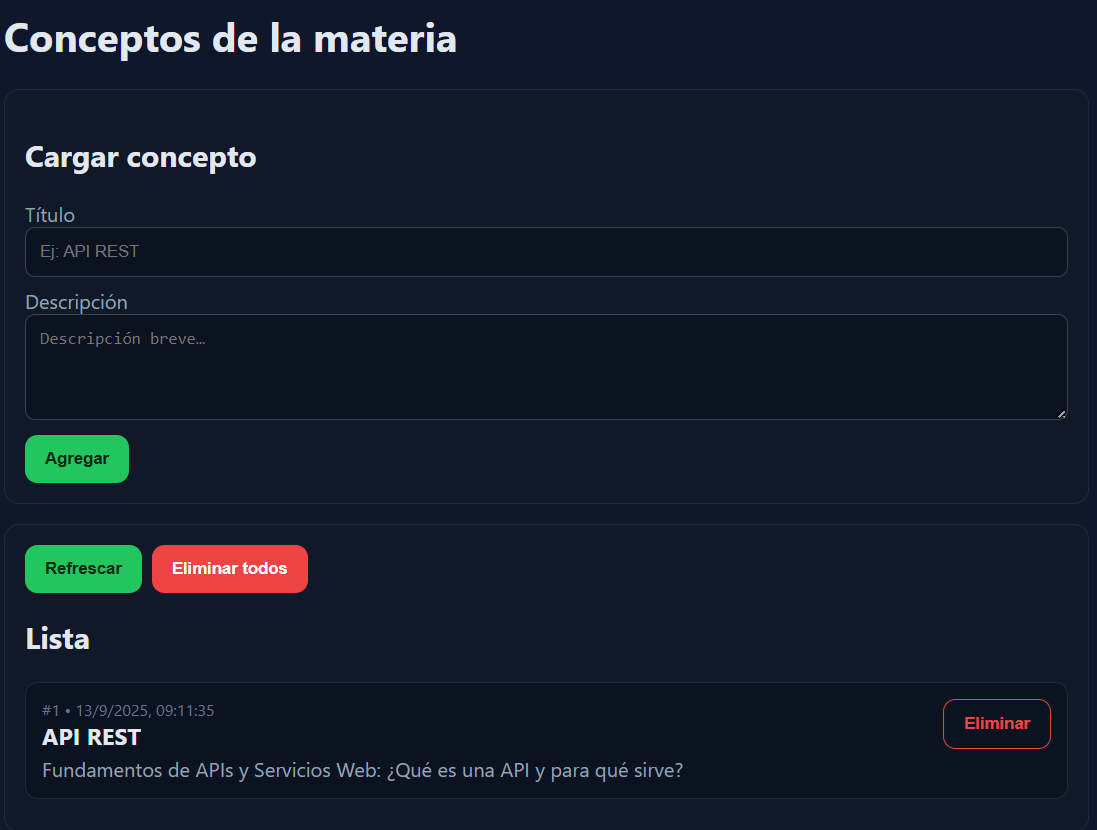 Conceptos de la materia
Cargar concepto
Título
Ej: API REST
Descripción
Descripción breve…
Agregar
Refrescar
Eliminar todos
Lista
#1 • 13/9/2025, 09:11:35
API REST
Fundamentos de APIs y Servicios Web: ¿Qué es una API y para qué sirve?
Eliminar